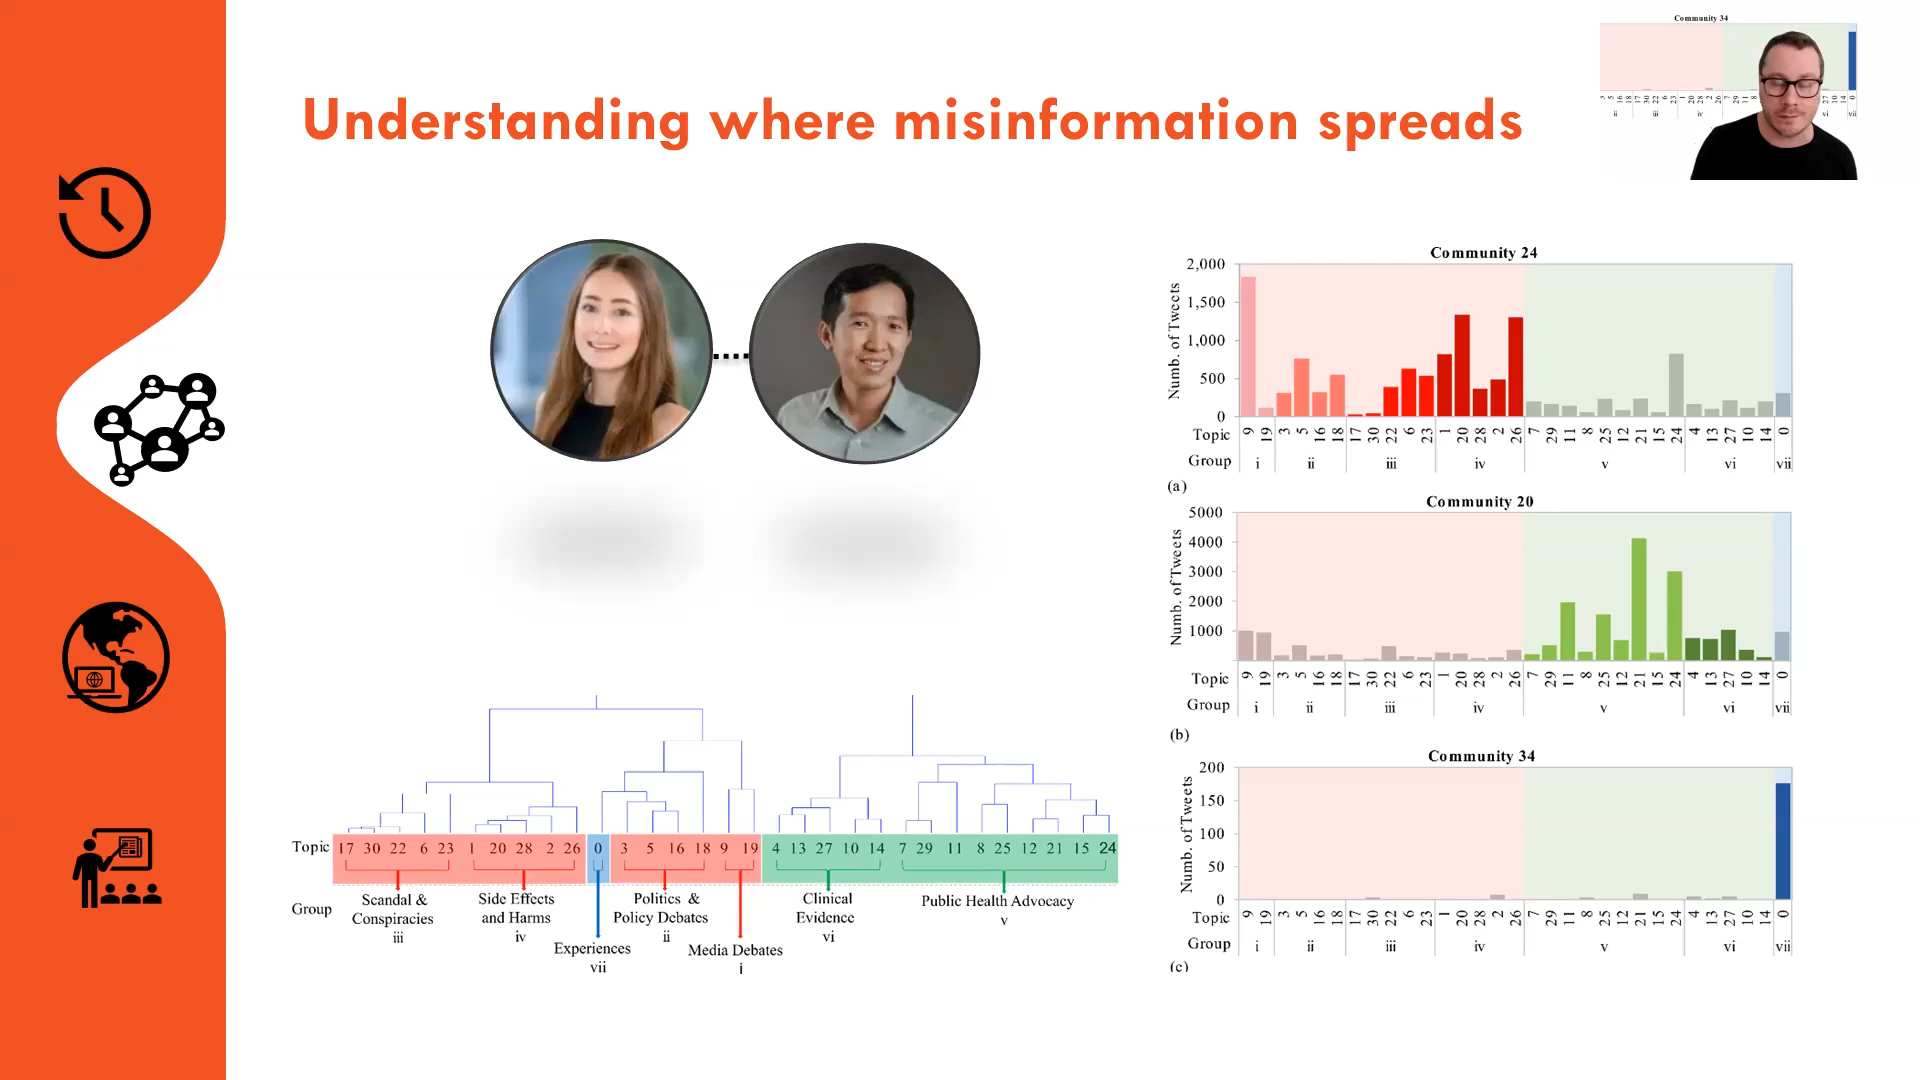 Understanding where misinformation spreads
Community 34
Community 24
Numb. of Tweets
2,000
1,500
1,000
500
0
Topic 9 19 3 5 16 18 17 30 22 6 23 1 20 28 2 26 7 29 11 8 25 12 21 15 24 4 13 27 10 14 0
Group i ii iii iv v vi vii
(a)
Community 20
Numb. of Tweets
5000
4000
3000
2000
1000
Topic 9 19 3 5 16 18 17 30 22 6 23 1 20 28 2 26 7 29 11 8 25 12 21 15 24 4 13 27 10 14 0
Group i ii iii iv v vi vii
(b)
Community 34
Numb. of Tweets
200
150
100
50
0
Topic 9 19 3 5 16 18 17 30 22 6 23 1 20 28 2 26 7 29 11 8 25 12 21 15 24 4 13 27 10 14 0
Group i ii iii iv v vi vii
(c)
Topic 17 30 22 6 23 1 20 28 2 26 0 3 5 16 18 9 19 4 13 27 10 14 7 29 11 8 25 12 21 15 24
Group
Scandal &
Conspiracies
iii
Side Effects
and Harms
iv
Experiences
vii
Politics &
Policy Debates
ii
Media Debates
i
Clinical
Evidence
vi
Public Health Advocacy
v